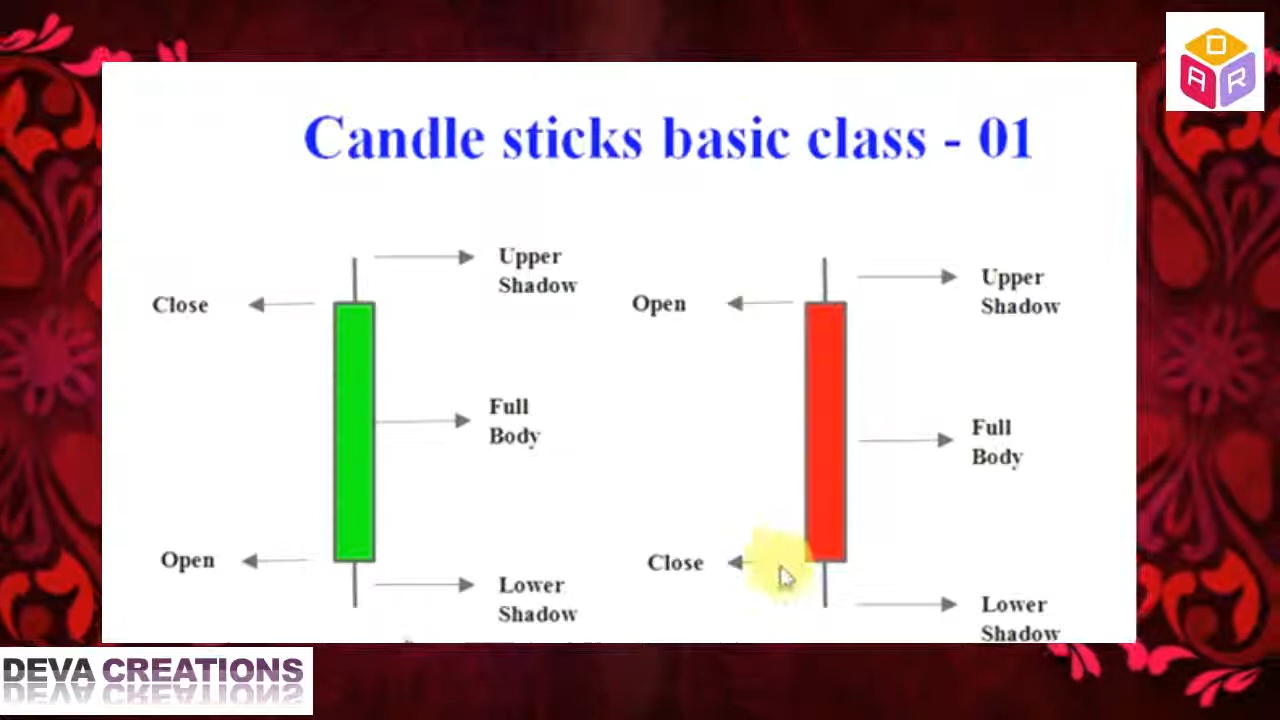 D
A R
Candle sticks basic class - 01
Upper
Shadow
Close
Full
Body
Open
Lower
Shadow
Upper
Shadow
Open
Full
Body
Close
Lower
Shadow
DEVA CREATIONS